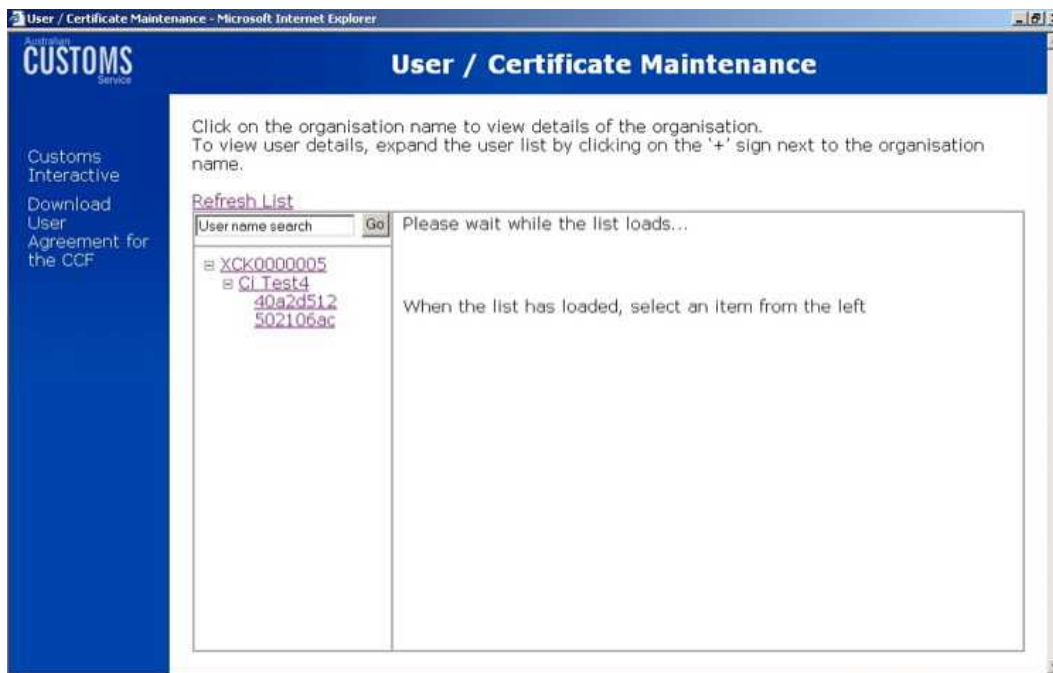 User / Certificate Maintenance - Microsoft Internet Explorer
Australian
CUSTOMS
Service
User / Certificate Maintenance
Customs
Interactive
Download
User
Agreement for
the CCF
Click on the organisation name to view details of the organisation.
To view user details, expand the user list by clicking on the '+' sign next to the organisation
name.
Refresh List
User name search
Go
XCK0000005
Ci Test4
40a2d512
502106ac
Please wait while the list loads...
When the list has loaded, select an item from the left